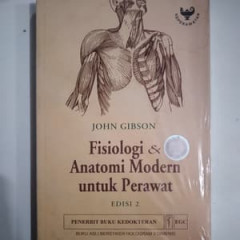 JOHN GIBSON
Fisiologi &
Anatomi Modern
untuk Perawat
EDISI 2
PENERBIT BUKU KEDOKTERAN EGC